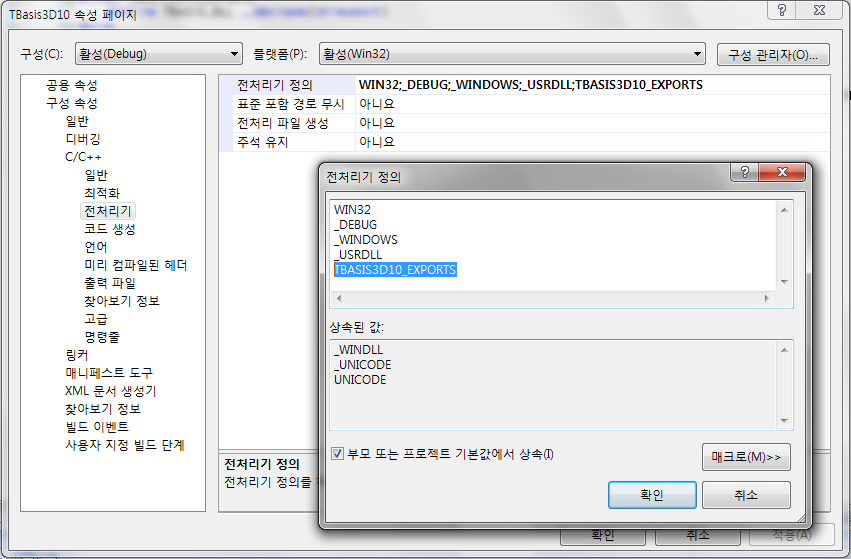 TBasis3D10 속성 페이지
구성(C): 활성(Debug) 플랫폼(P): 활성(Win32) 구성 관리자(O)...
공용 속성
구성 속성
일반
디버깅
C/C++
일반
최적화
전처리기
코드 생성
언어
미리 컴파일된 헤더
출력 파일
찾아보기 정보
고급
명령줄
링커
매니페스트 도구
XML 문서 생성기
찾아보기 정보
빌드 이벤트
사용자 지정 빌드 단계
전처리기 정의 WIN32;_DEBUG;_WINDOWS;_USRDLL;TBASIS3D10_EXPORTS
표준 포함 경로 무시 아니요
전처리 파일 생성 아니요
주석 유지 아니요
전처리기 정의
전처리기 정의를
전처리기 정의
WIN32
_DEBUG
_WINDOWS
_USRDLL
TBASIS3D10_EXPORTS
상속된 값:
_WINDLL
_UNICODE
UNICODE
부모 또는 프로젝트 기본값에서 상속(I)
매크로(M)>>
확인 취소
확인 취소 적용(A)